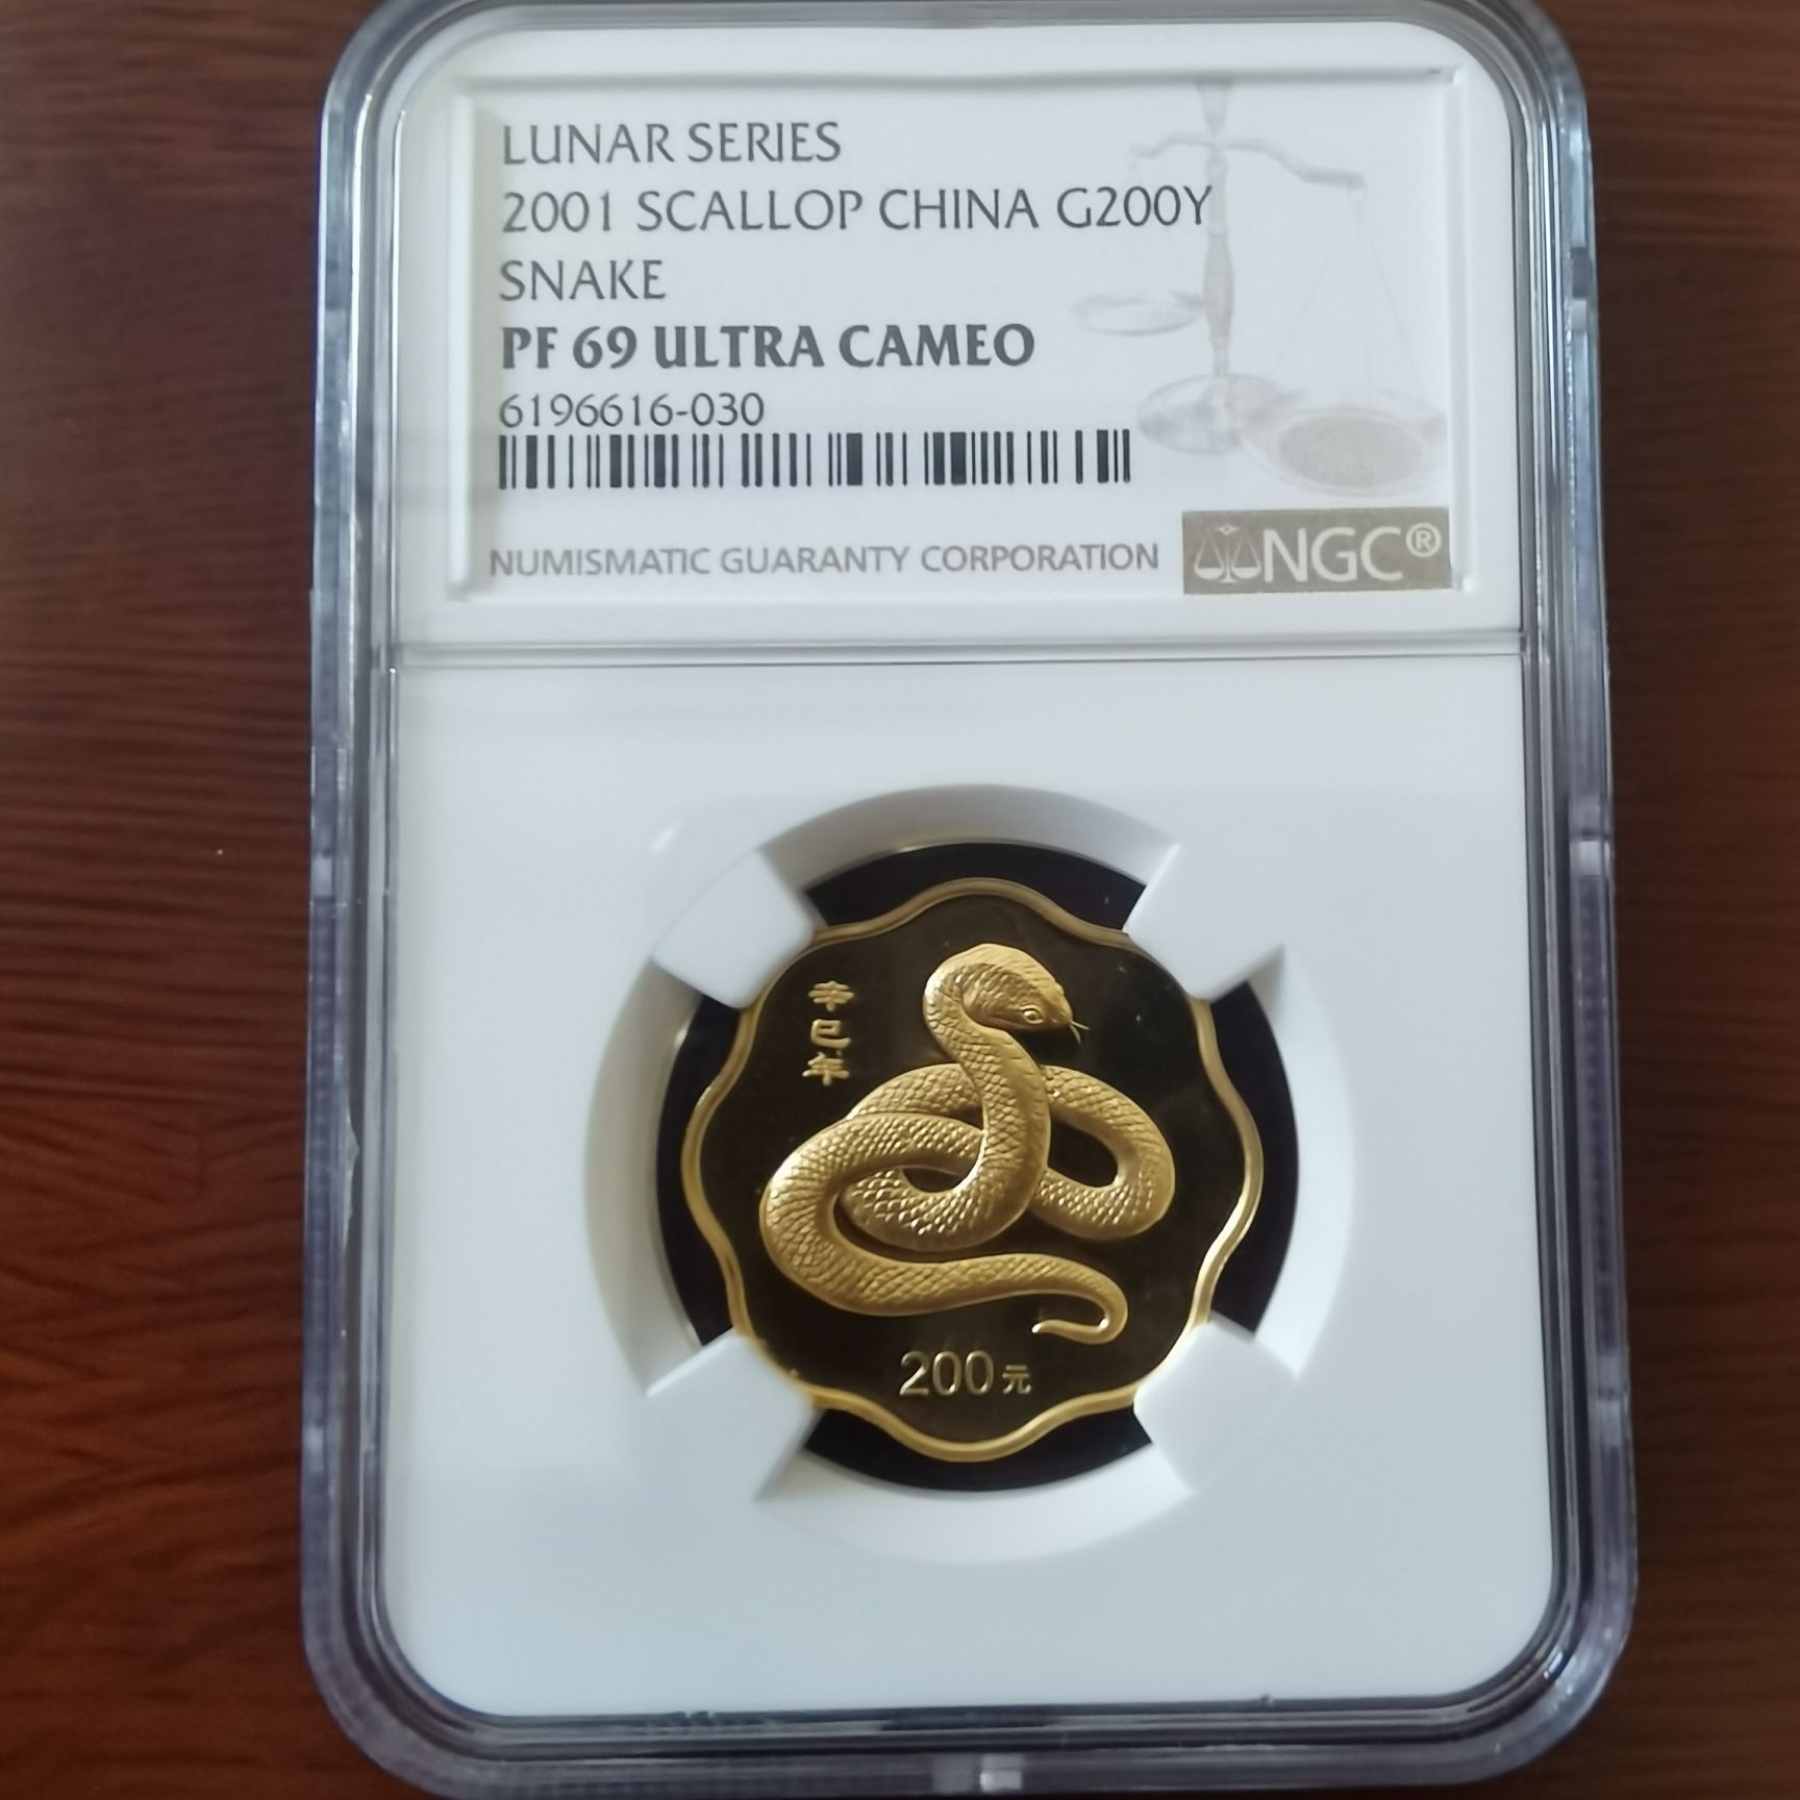 LUNAR SERIES
2001 SCALLOP CHINA G200Y
SNAKE
PF 69 ULTRA CAMEO
6196616-030
NUMISMATIC GUARANTY CORPORATION
NGC®
辛巳年
200元